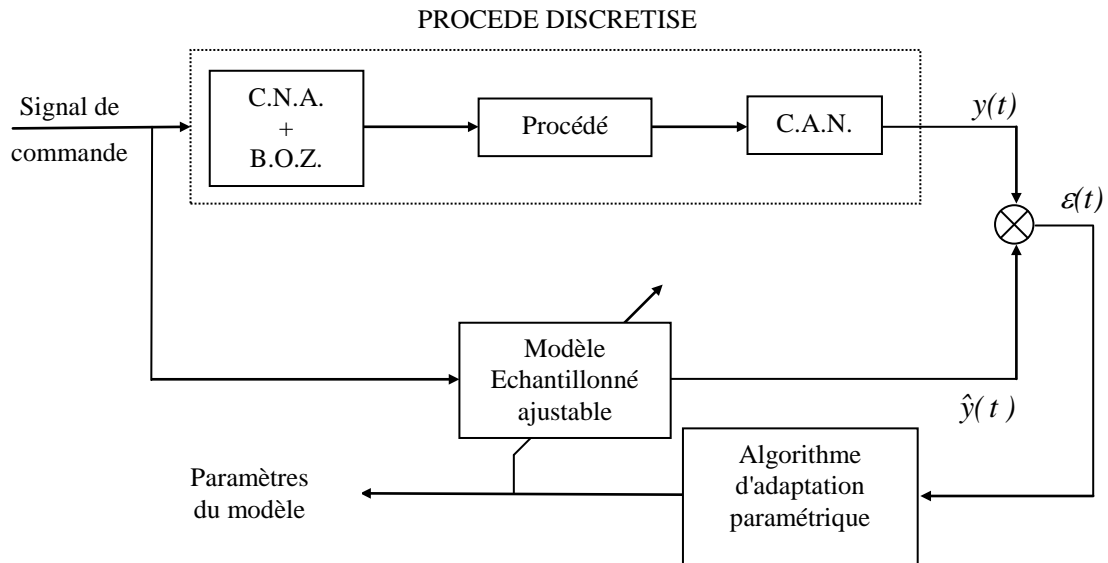 PROCEDE DISCRETISE
Signal de
commande
C.N.A.
+
B.O.Z.
Procédé
C.A.N.
y(t)
ε(t)
Modèle
Echantillonné
ajustable
ŷ( t )
Paramètres
du modèle
Algorithme
d'adaptation
paramétrique